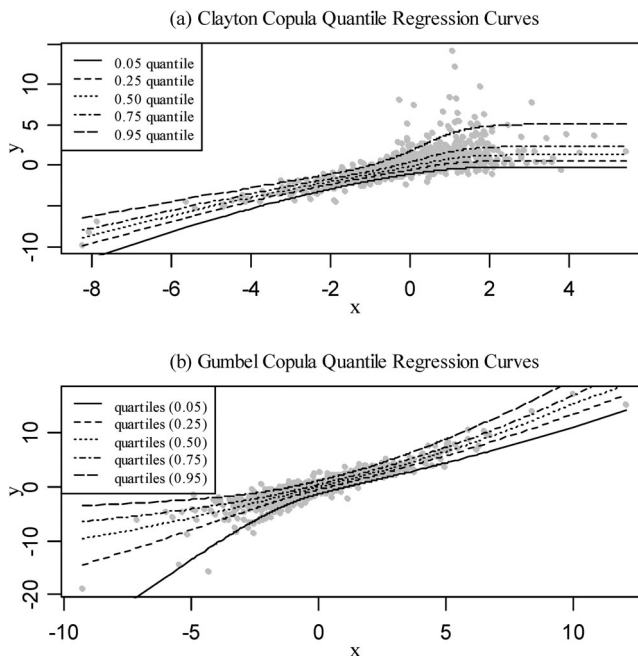 (a) Clayton Copula Quantile Regression Curves
0.05 quantile
0.25 quantile
0.50 quantile
0.75 quantile
0.95 quantile
y
10
5
0
-10
-8
-6
-4
-2
0
2
4
x
(b) Gumbel Copula Quantile Regression Curves
quartiles (0.05)
quartiles (0.25)
quartiles (0.50)
quartiles (0.75)
quartiles (0.95)
y
10
0
-10
-20
-10
-5
0
5
10
x